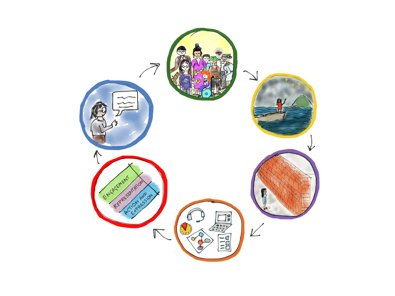 ENGAGEMENT
REPRESENTATION
ACTION AND
EXPRESSION